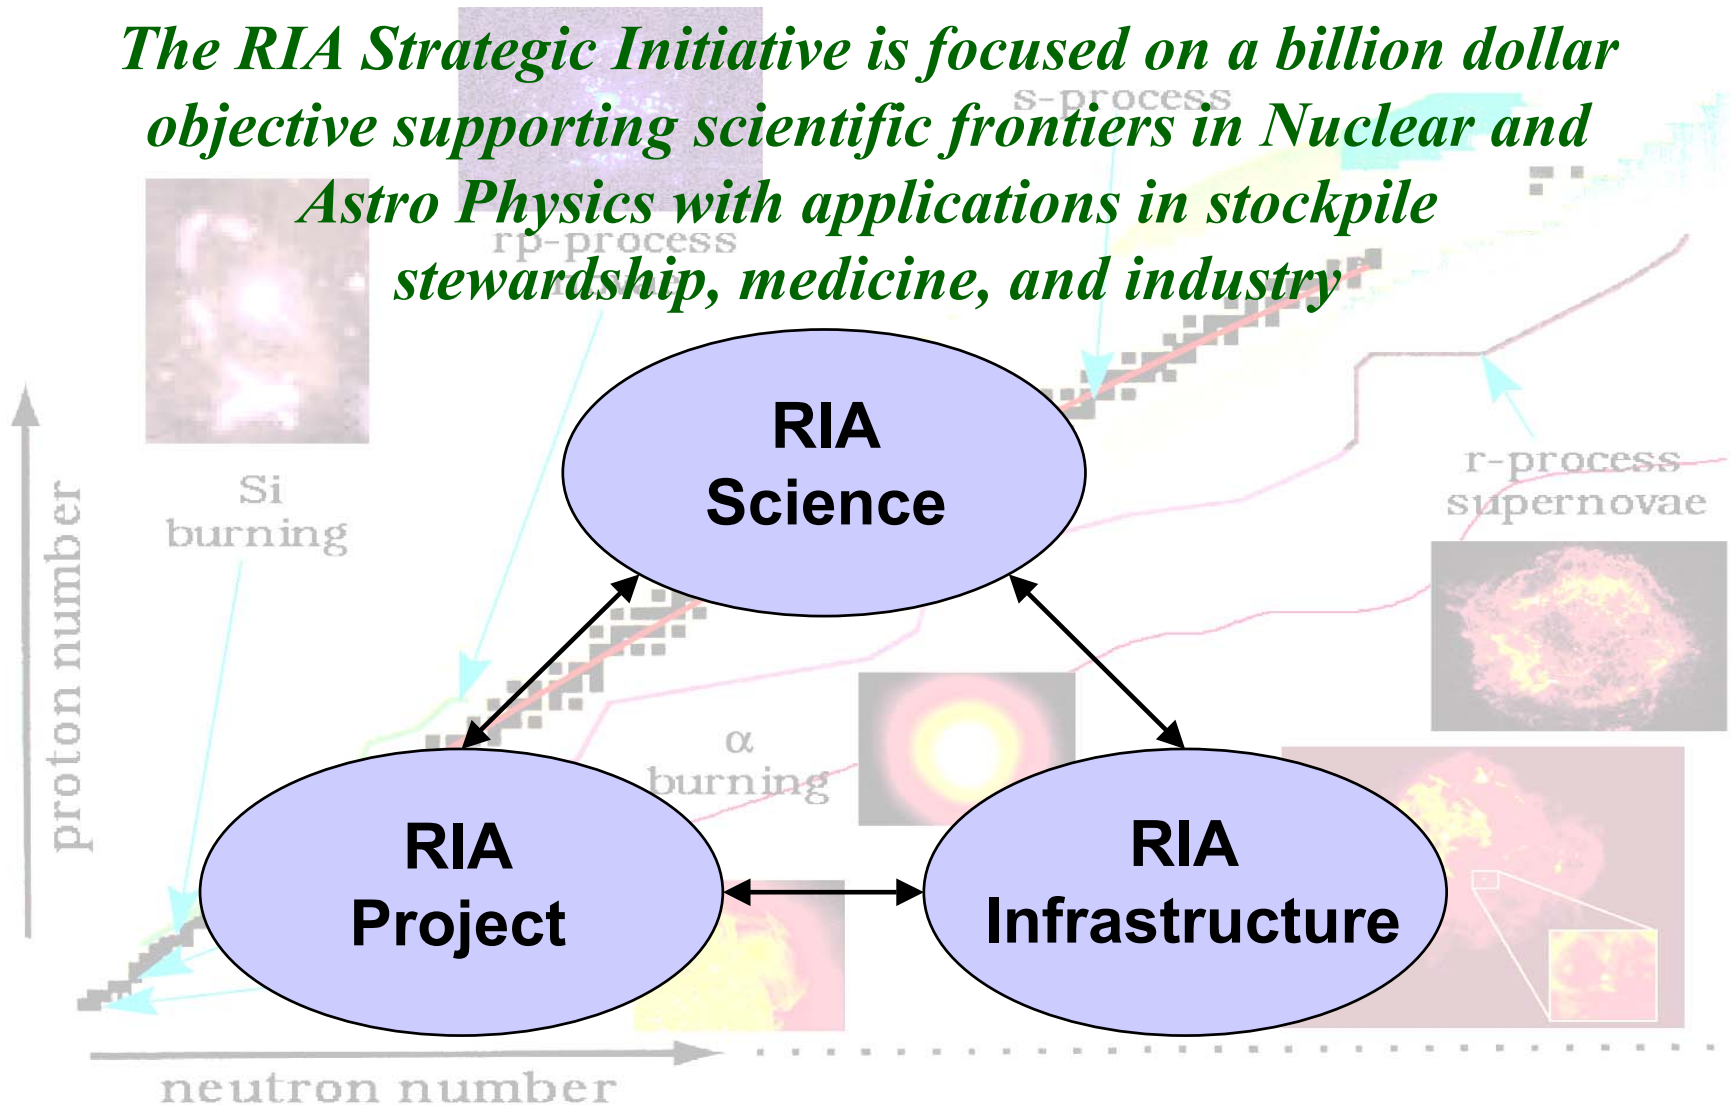 The RIA Strategic Initiative is focused on a billion dollar
objective supporting scientific frontiers in Nuclear and
Astro Physics with applications in stockpile
stewardship, medicine, and industry
s-process
rp-process
novae
RIA
Science
Si
burning
r-process
supernovae
proton number
α
burning
RIA
Project
RIA
Infrastructure
neutron number